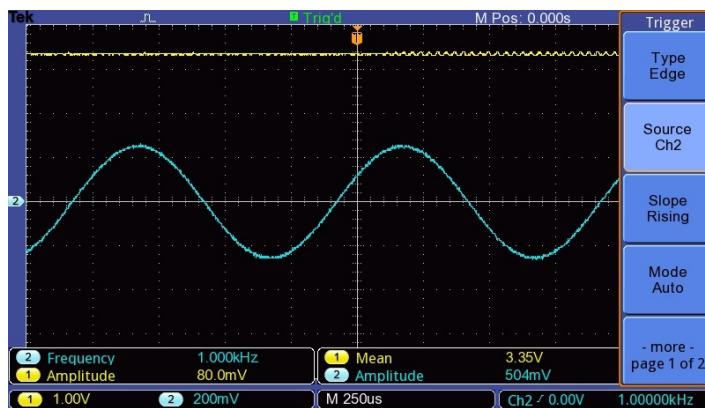 Tek Trig'd M Pos: 0.000s
Trigger
Type
Edge
Source
Ch2
Slope
Rising
Mode
Auto
- more -
page 1 of 2
2
2 Frequency 1.000kHz
1 Amplitude 80.0mV
1 Mean 3.35V
2 Amplitude 504mV
1 1.00V 2 200mV M 250us Ch2 0.00V 1.00000kHz